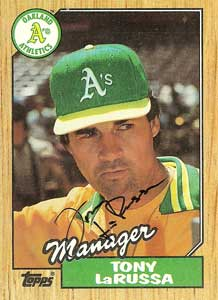 OAKLAND
A's
ATHLETICS
A's
Manager
Topps
TONY
LaRUSSA